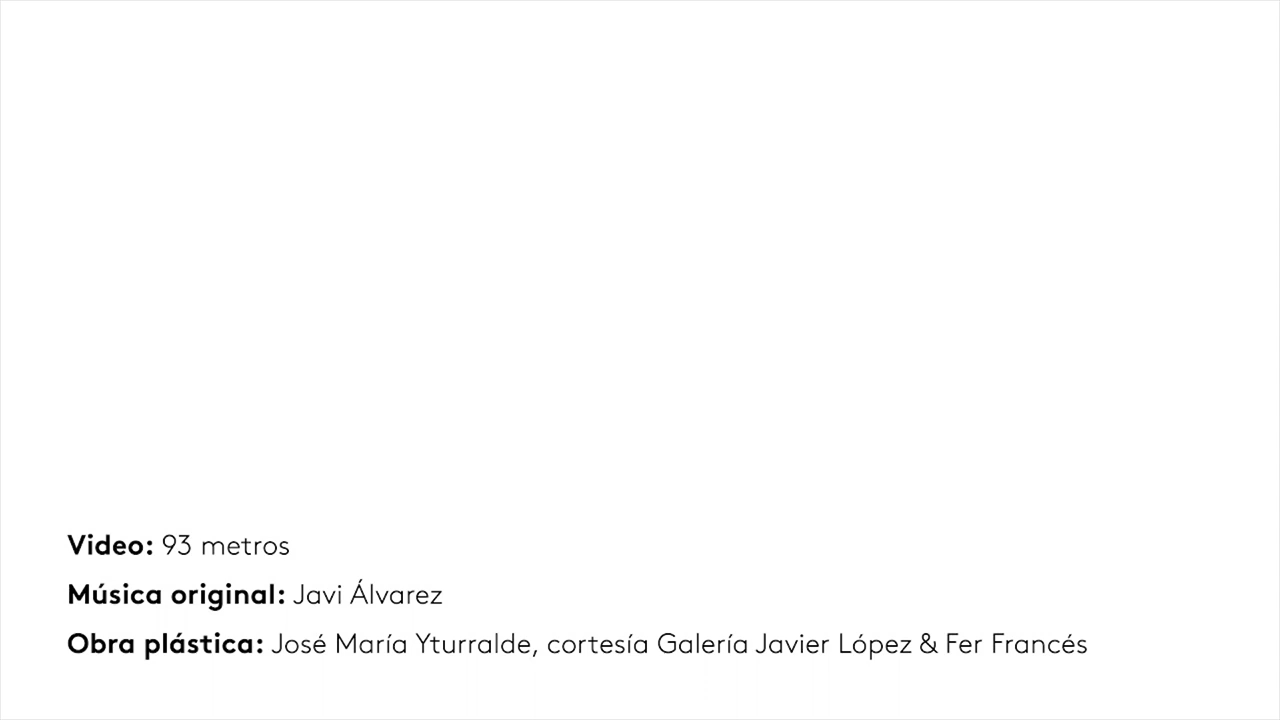 Video: 93 metros
Música original: Javi Álvarez
Obra plástica: José María Yturralde, cortesía Galería Javier López & Fer Francés